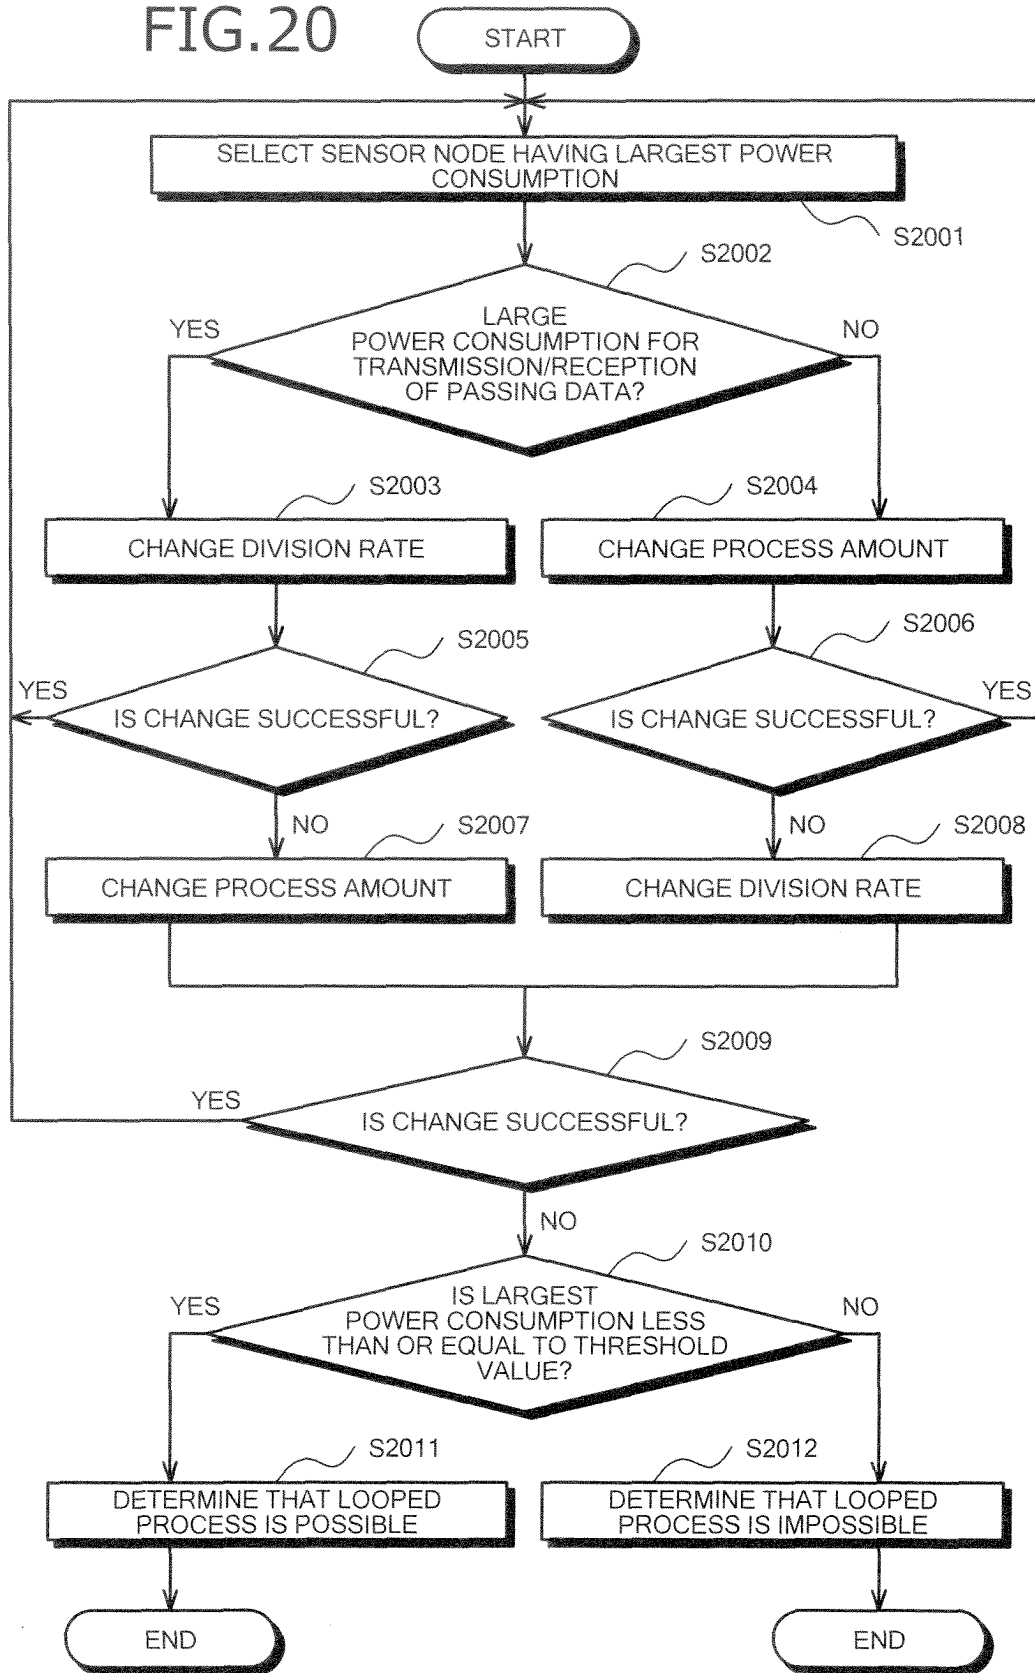 FIG.20
START
SELECT SENSOR NODE HAVING LARGEST POWER
CONSUMPTION
S2001
S2002
LARGE
POWER CONSUMPTION FOR
TRANSMISSION/RECEPTION
OF PASSING DATA?
YES
NO
S2003
CHANGE DIVISION RATE
S2004
CHANGE PROCESS AMOUNT
S2005
YES
IS CHANGE SUCCESSFUL?
S2006
IS CHANGE SUCCESSFUL?
YES
NO
S2007
CHANGE PROCESS AMOUNT
NO
S2008
CHANGE DIVISION RATE
S2009
YES
IS CHANGE SUCCESSFUL?
NO
S2010
YES
IS LARGEST
POWER CONSUMPTION LESS
THAN OR EQUAL TO THRESHOLD
VALUE?
NO
S2011
DETERMINE THAT LOOPED
PROCESS IS POSSIBLE
S2012
DETERMINE THAT LOOPED
PROCESS IS IMPOSSIBLE
END
END